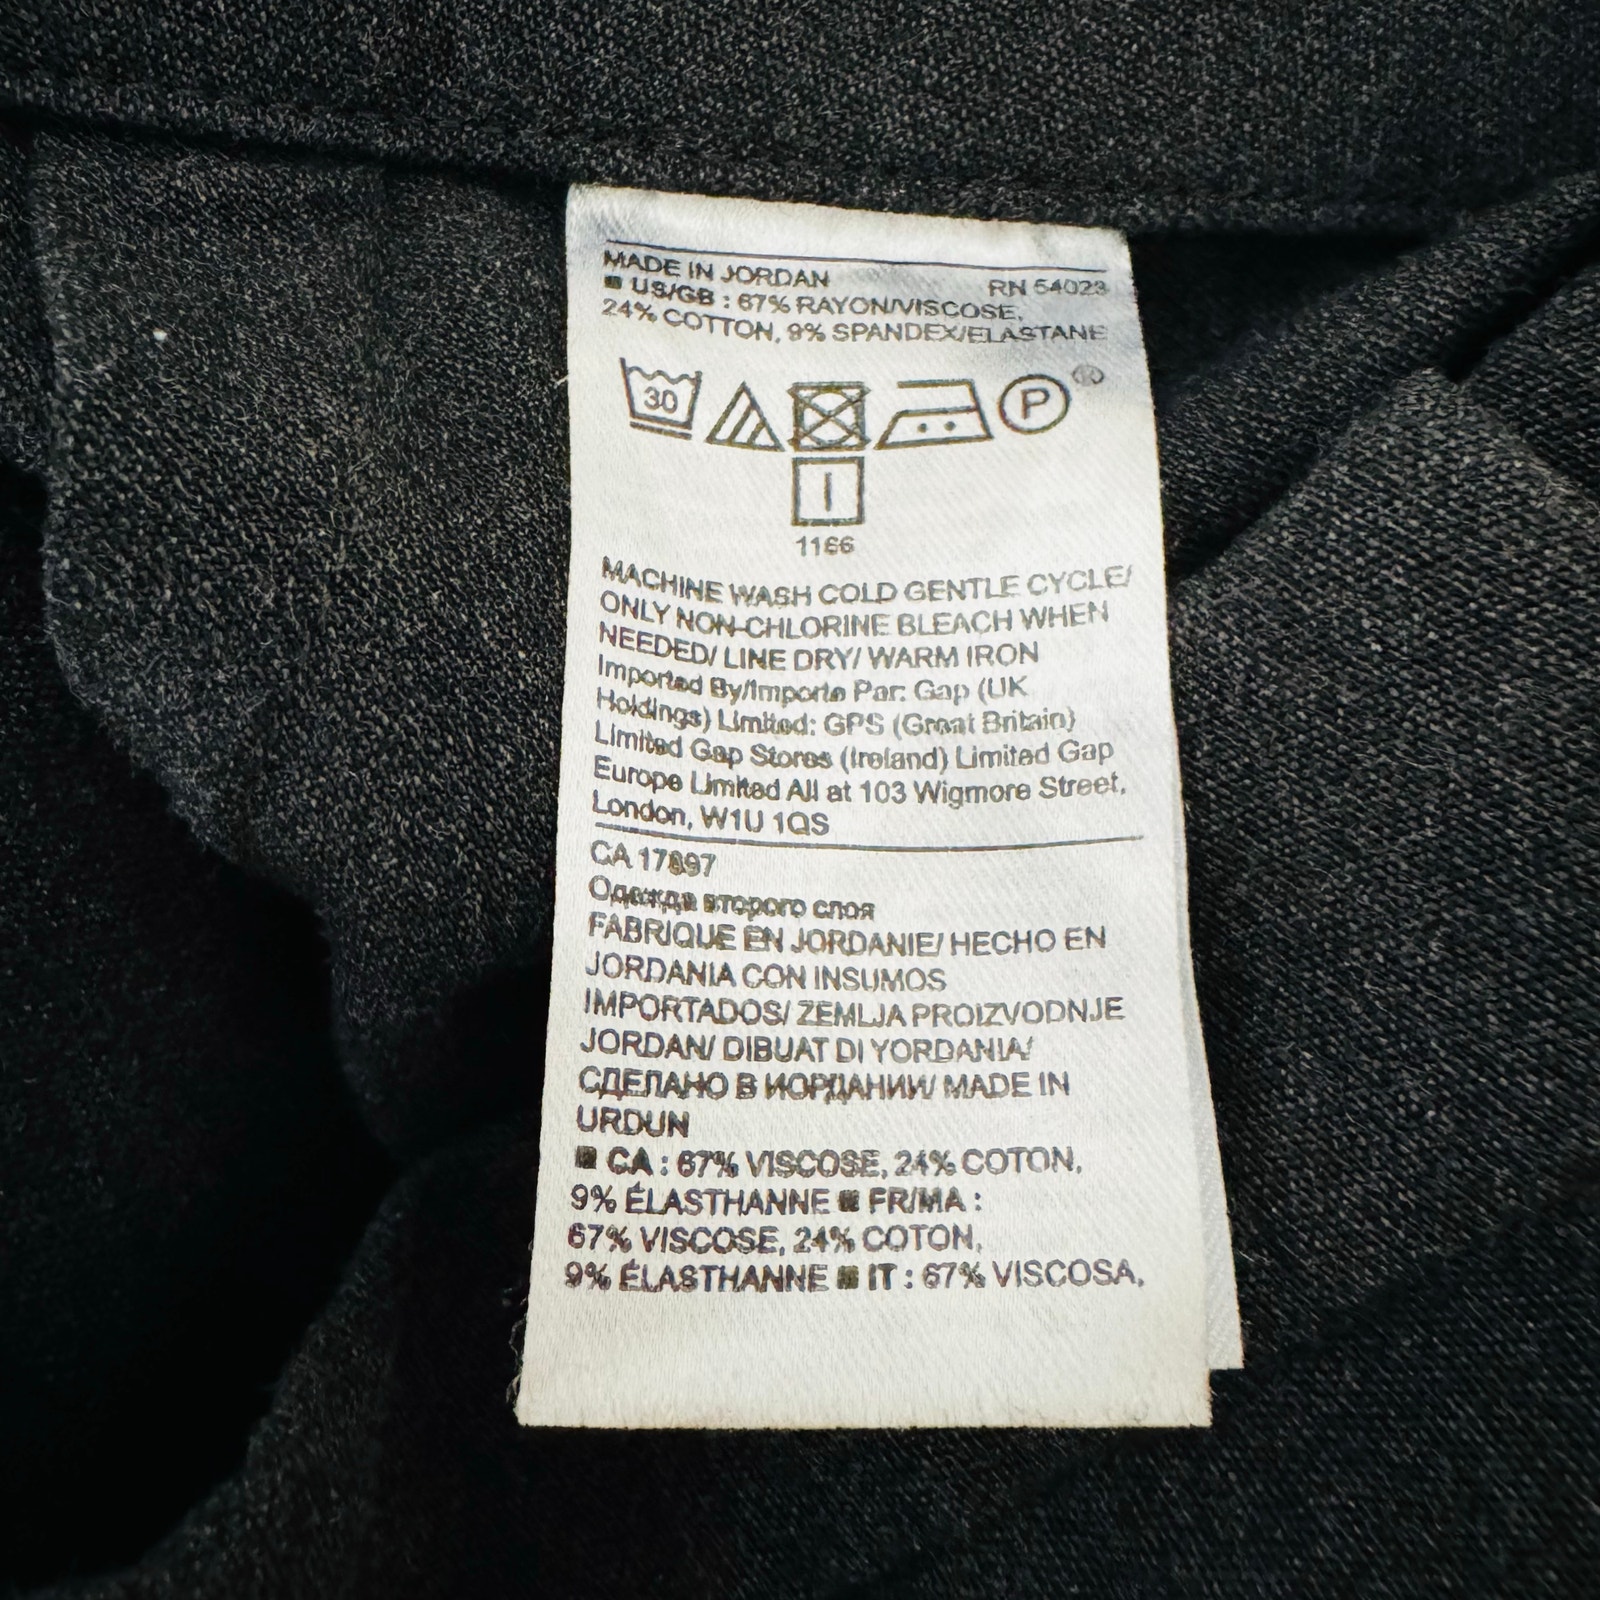 MADE IN JORDAN RN 54023
■ US/GB : 67% RAYON/VISCOSE,
24% COTTON, 9% SPANDEX/ELASTANE
30 P ®
1166
MACHINE WASH COLD GENTLE CYCLE/
ONLY NON-CHLORINE BLEACH WHEN
NEEDED/ LINE DRY/ WARM IRON
Imported By/Importe Par: Gap (UK
Holdings) Limited: GPS (Great Britain)
Limited Gap Stores (Ireland) Limited Gap
Europe Limited All at 103 Wigmore Street,
London, W1U 1QS
CA 17897
Одежда второго слоя
FABRIQUE EN JORDANIE/ HECHO EN
JORDANIA CON INSUMOS
IMPORTADOS/ ZEMLJA PROIZVODNJE
JORDAN/ DIBUAT DI YORDANIA/
СДЕЛАНО В ИОРДАНИИ/ MADE IN
URDUN
■ CA : 67% VISCOSE, 24% COTON,
9% ÉLASTHANNE ■ FR/MA :
67% VISCOSE, 24% COTON,
9% ÉLASTHANNE ■ IT : 67% VISCOSA,